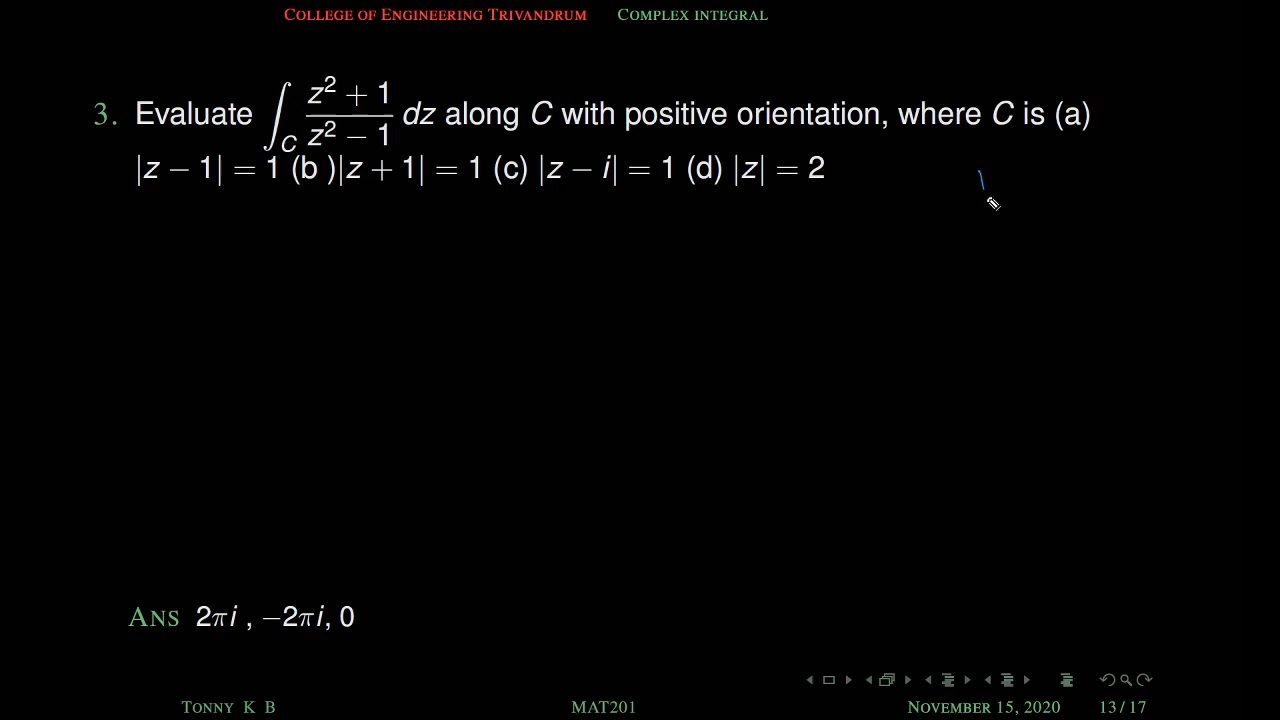 COLLEGE OF ENGINEERING TRIVANDRUM COMPLEX INTEGRAL
3. Evaluate ∫_C (z² + 1)/(z² − 1) dz along C with positive orientation, where C is (a)
|z − 1| = 1 (b )|z + 1| = 1 (c) |z − i| = 1 (d) |z| = 2
ANS 2πi , −2πi, 0
TONNY K B MAT201 NOVEMBER 15, 2020 13 / 17